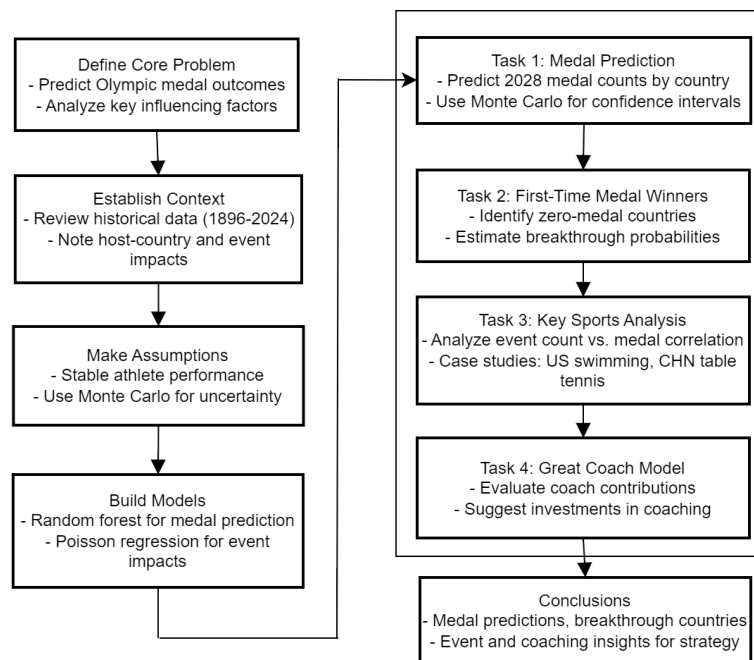 Define Core Problem
- Predict Olympic medal outcomes
- Analyze key influencing factors
Establish Context
- Review historical data (1896-2024)
- Note host-country and event
impacts
Make Assumptions
- Stable athlete performance
- Use Monte Carlo for uncertainty
Build Models
- Random forest for medal prediction
- Poisson regression for event
impacts
Task 1: Medal Prediction
- Predict 2028 medal counts by country
- Use Monte Carlo for confidence intervals
Task 2: First-Time Medal Winners
- Identify zero-medal countries
- Estimate breakthrough probabilities
Task 3: Key Sports Analysis
- Analyze event count vs. medal correlation
- Case studies: US swimming, CHN table
tennis
Task 4: Great Coach Model
- Evaluate coach contributions
- Suggest investments in coaching
Conclusions
- Medal predictions, breakthrough countries
- Event and coaching insights for strategy